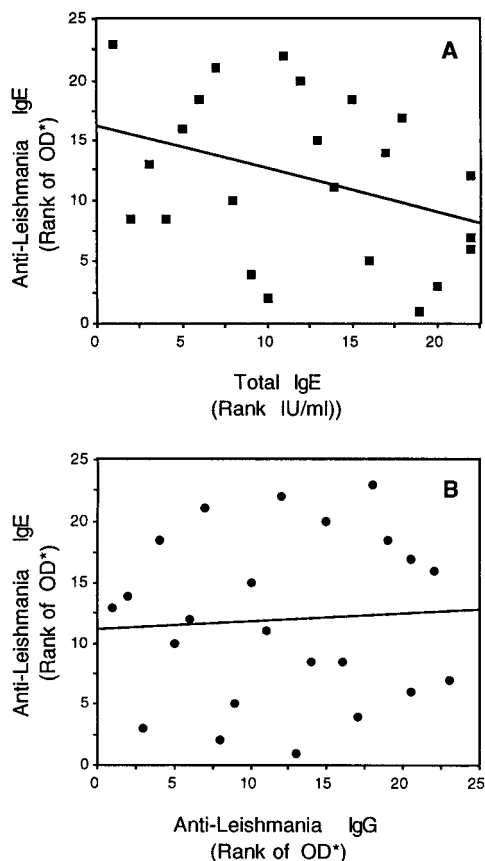 A
Anti-Leishmania IgE
(Rank of OD*)
25
20
15
10
5
0
0 5 10 15 20
Total IgE
(Rank IU/ml))
B
Anti-Leishmania IgE
(Rank of OD*)
25
20
15
10
5
0
0 5 10 15 20 25
Anti-Leishmania IgG
(Rank of OD*)